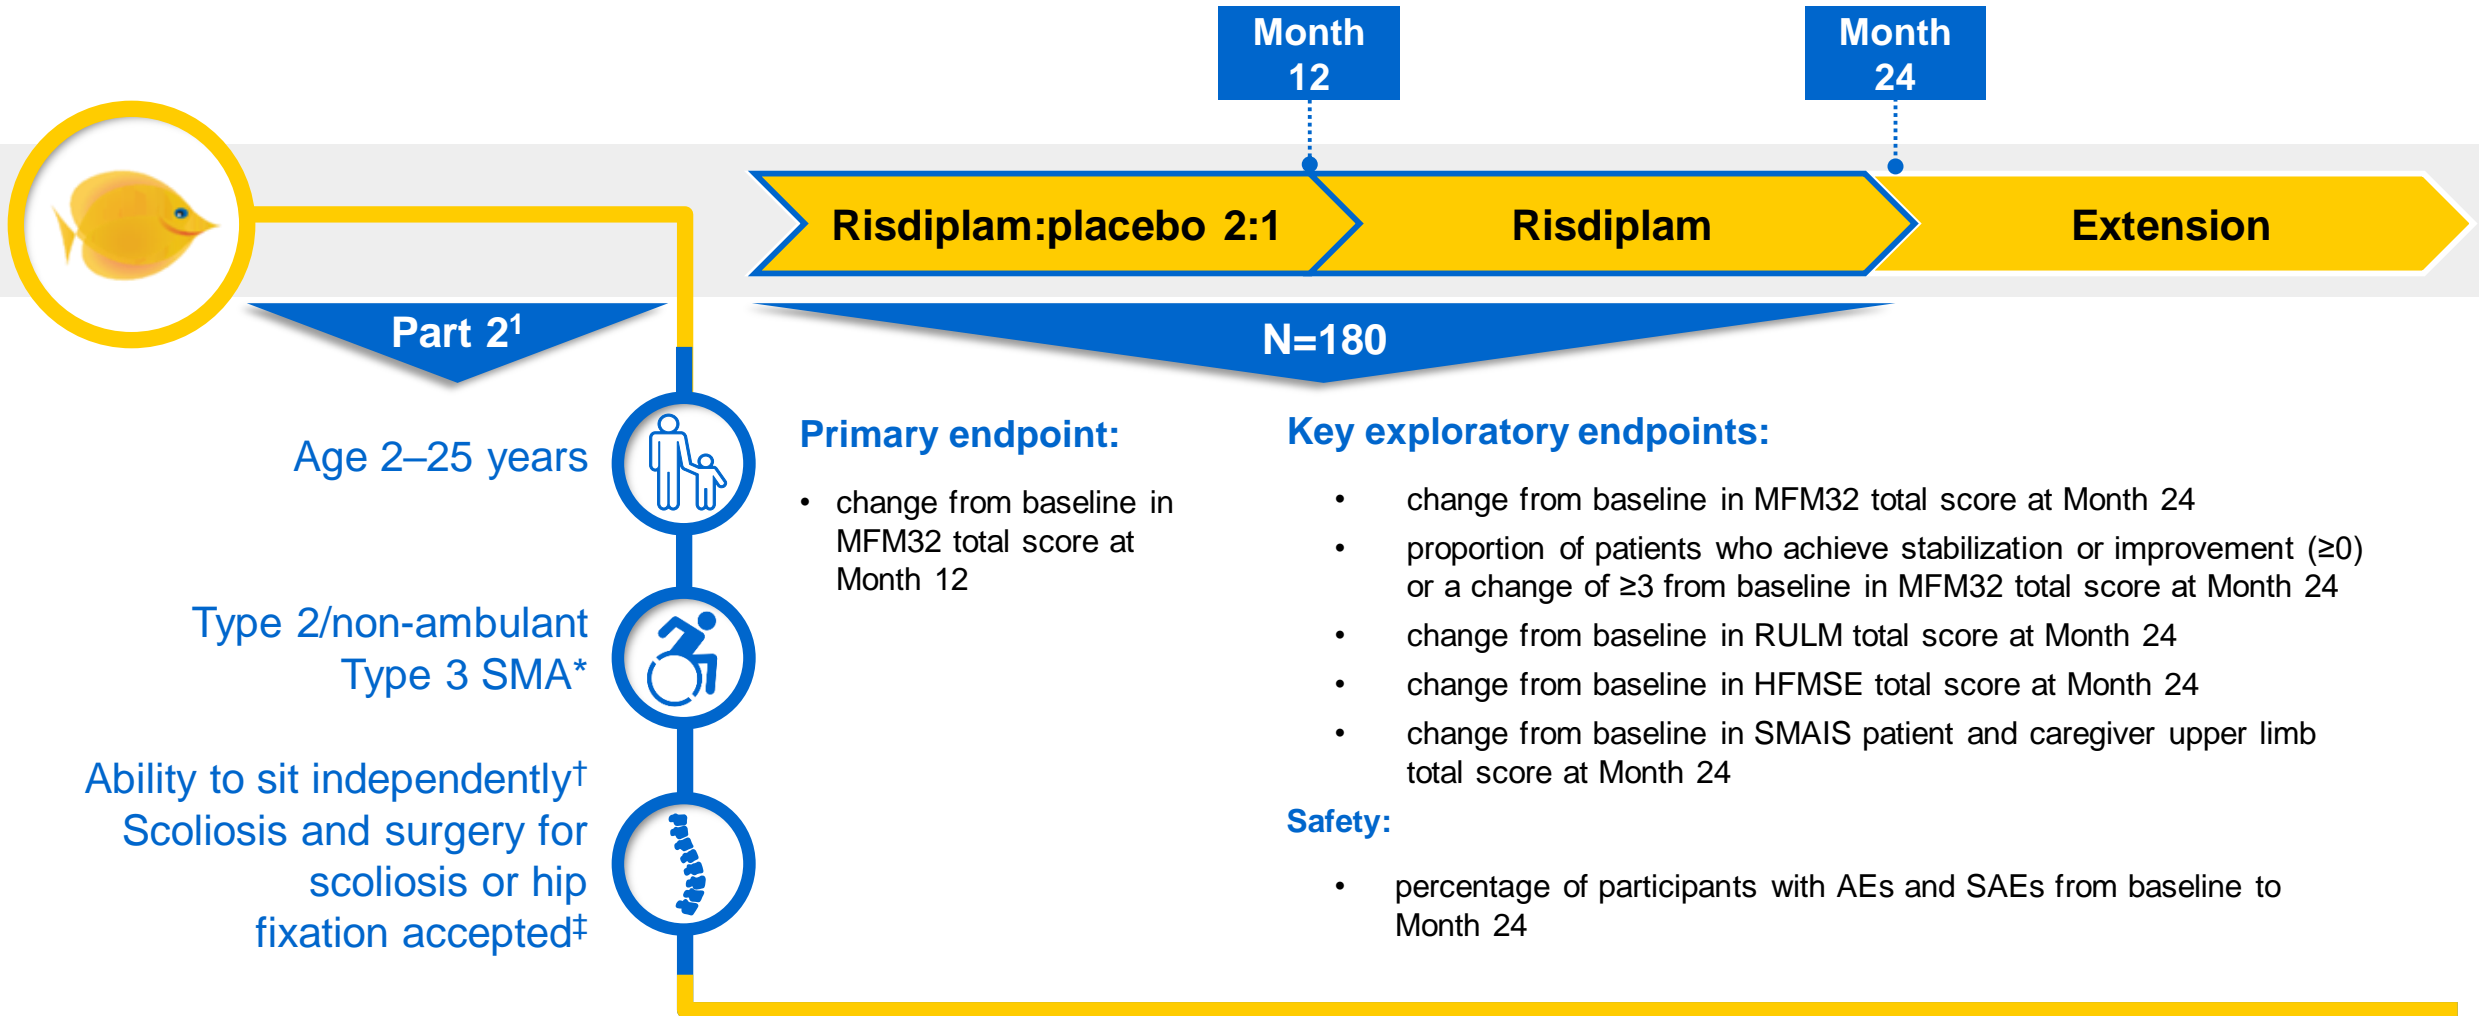 Month
12
Month
24
Risdiplam:placebo 2:1
Risdiplam
Extension
Part 2¹
N=180
Age 2–25 years
Type 2/non-ambulant
Type 3 SMA*
Ability to sit independently†
Scoliosis and surgery for
scoliosis or hip
fixation accepted‡
Primary endpoint:
• change from baseline in
MFM32 total score at
Month 12
Key exploratory endpoints:
• change from baseline in MFM32 total score at Month 24
• proportion of patients who achieve stabilization or improvement (≥0)
or a change of ≥3 from baseline in MFM32 total score at Month 24
• change from baseline in RULM total score at Month 24
• change from baseline in HFMSE total score at Month 24
• change from baseline in SMAIS patient and caregiver upper limb
total score at Month 24
Safety:
• percentage of participants with AEs and SAEs from baseline to
Month 24